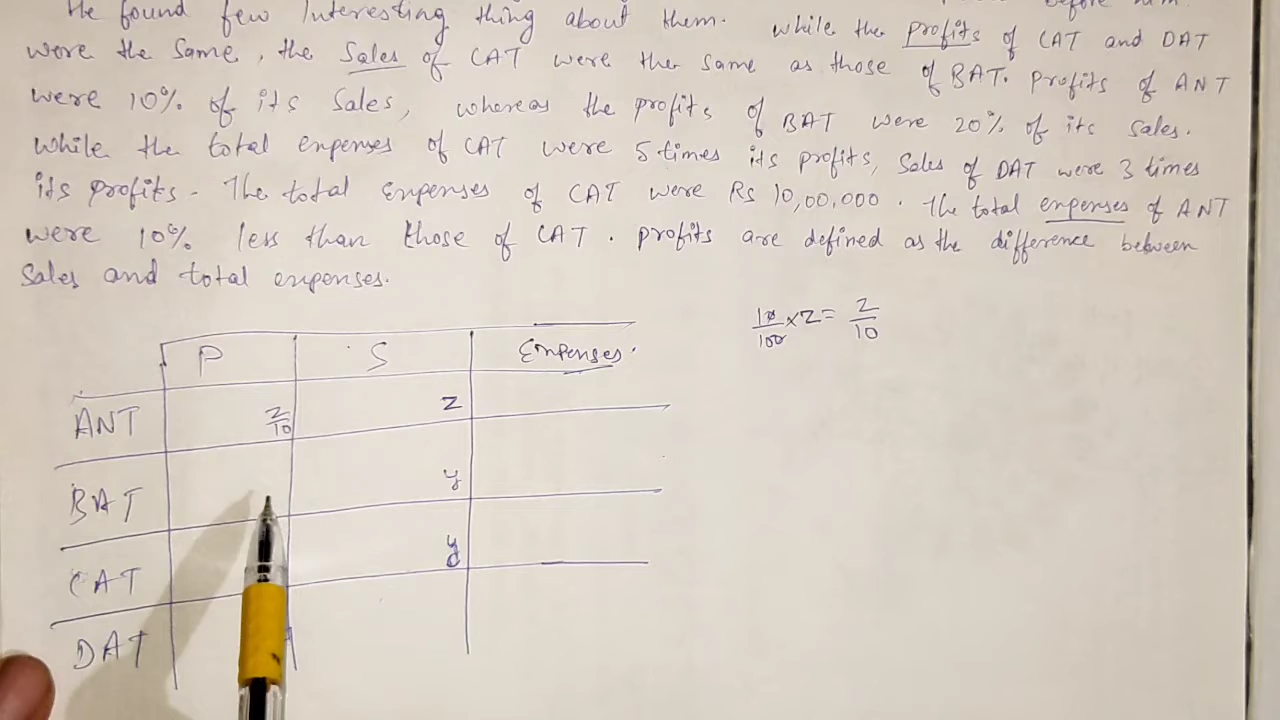 He found few Interesting thing about them. while the profits of CAT and DAT
were the same, the Sales of CAT were the same as those of BAT. Profits of ANT
were 10% of its Sales, whereas the profits of BAT were 20% of its sales.
while the total expenses of CAT were 5 times its profits, Sales of DAT were 3 times
its profits. The total Expenses of CAT were Rs 10,00,000. The total expenses of ANT
were 10% less than those of CAT. profits are defined as the difference between
Sales and total expenses.
10/100 × Z = Z/10
P S Expenses
ANT Z/10 Z
BAT y
CAT y
DAT